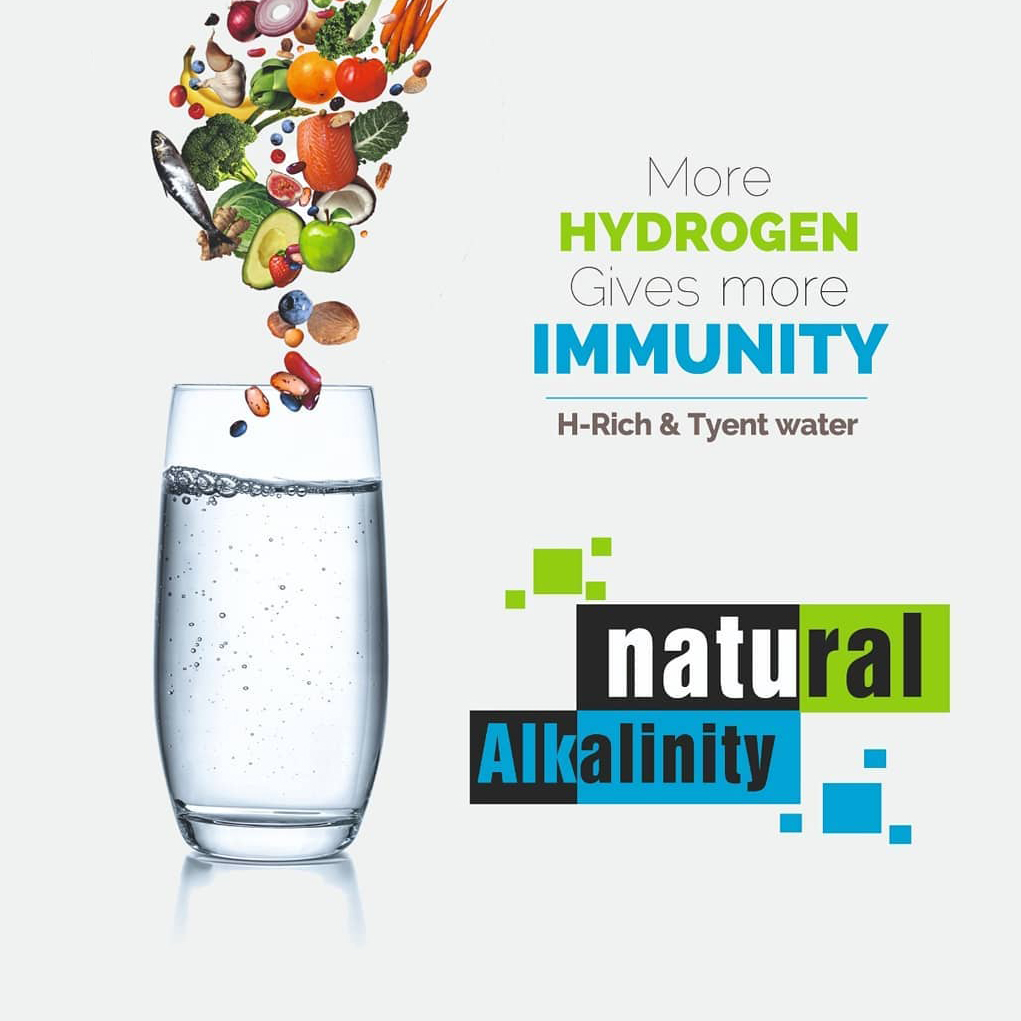 More
HYDROGEN
Gives more
IMMUNITY
H-Rich & Tyent water
natural
Alkalinity